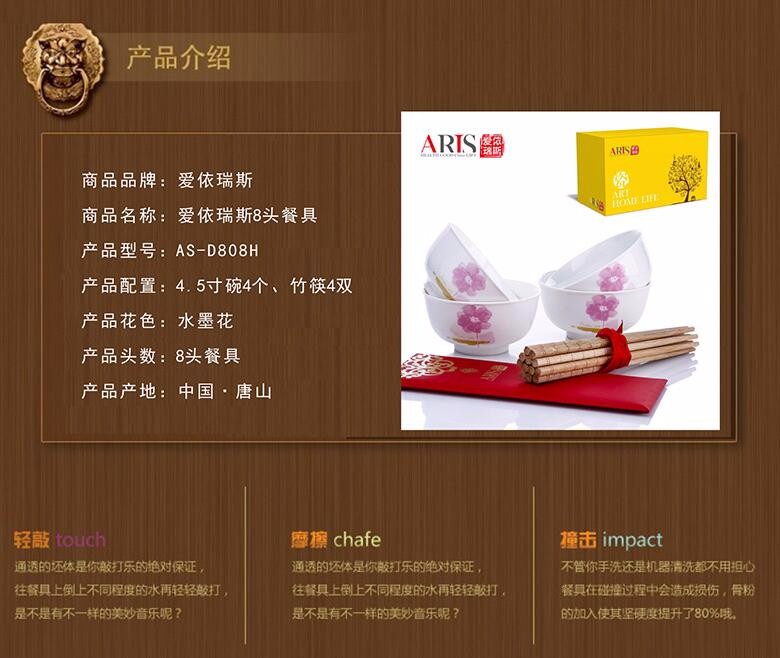 产品介绍
商品品牌：爱依瑞斯
商品名称：爱依瑞斯8头餐具
产品型号：AS-D808H
产品配置：4.5寸碗4个、竹筷4双
产品花色：水墨花
产品头数：8头餐具
产品产地：中国·唐山
ARIS 爱依瑞斯
ARIS
ART
HOME LIFE
轻敲 touch
通透的坯体是你敲打乐的绝对保证，
往餐具上倒上不同程度的水再轻轻敲打，
是不是有不一样的美妙音乐呢？
摩擦 chafe
通透的坯体是你敲打乐的绝对保证，
往餐具上倒上不同程度的水再轻轻敲打，
是不是有不一样的美妙音乐呢？
撞击 impact
不管你手洗还是机器清洗都不用担心
餐具在碰撞过程中会造成损伤，骨粉
的加入使其坚硬度提升了80%哦。